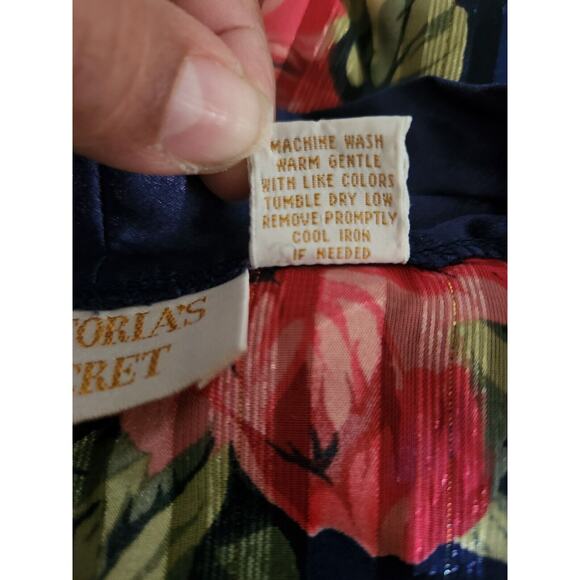 MACHINE WASH
WARM GENTLE
WITH LIKE COLORS
TUMBLE DRY LOW
REMOVE PROMPTLY
COOL IRON
IF NEEDED
TORIA'S
CRET